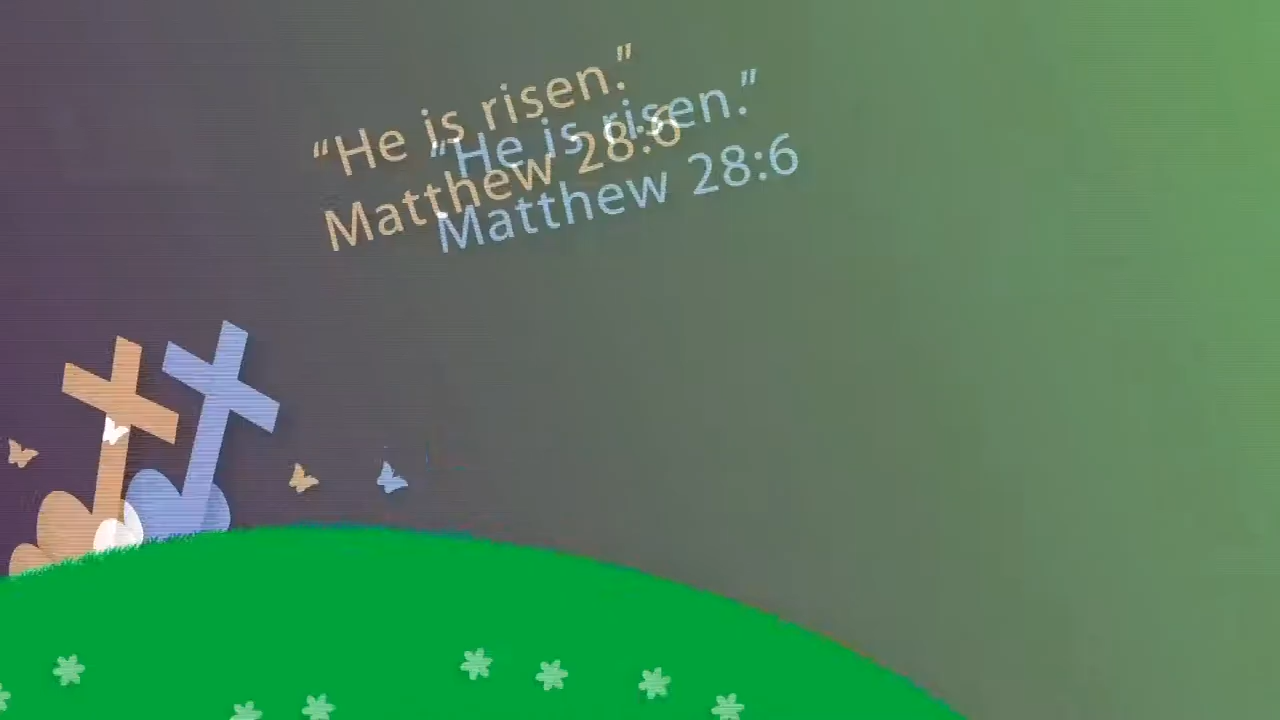 “He is risen.”
Matthew 28:6
“He is risen.”
Matthew 28:6